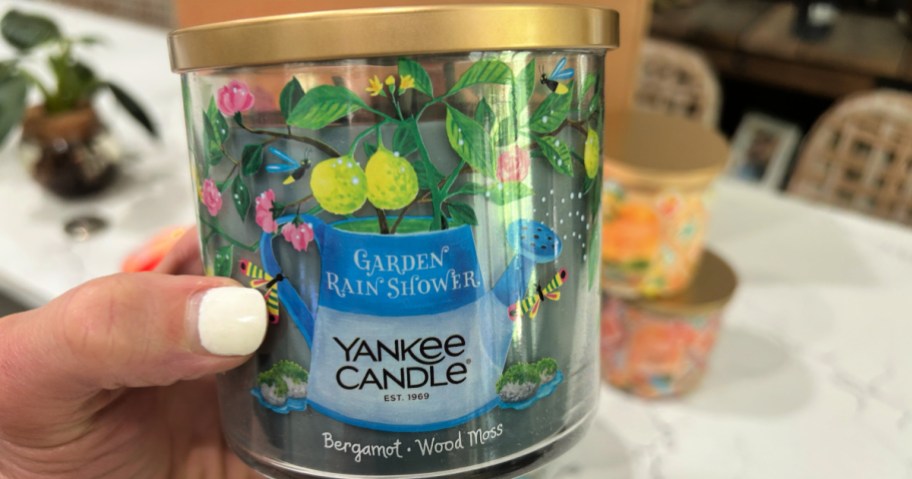 GARDEN
RAIN SHOWER
YANKee
CANDLe®
EST. 1969
Bergamot · Wood Moss